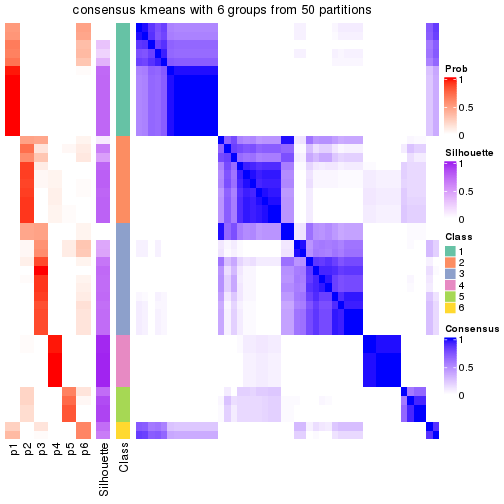 consensus kmeans with 6 groups from 50 partitions
Prob
1
0.5
0
Silhouette
1
0.5
0
Class
1
2
3
4
5
6
Consensus
1
0.5
0
p1
p2
p3
p4
p5
p6
Silhouette
Class